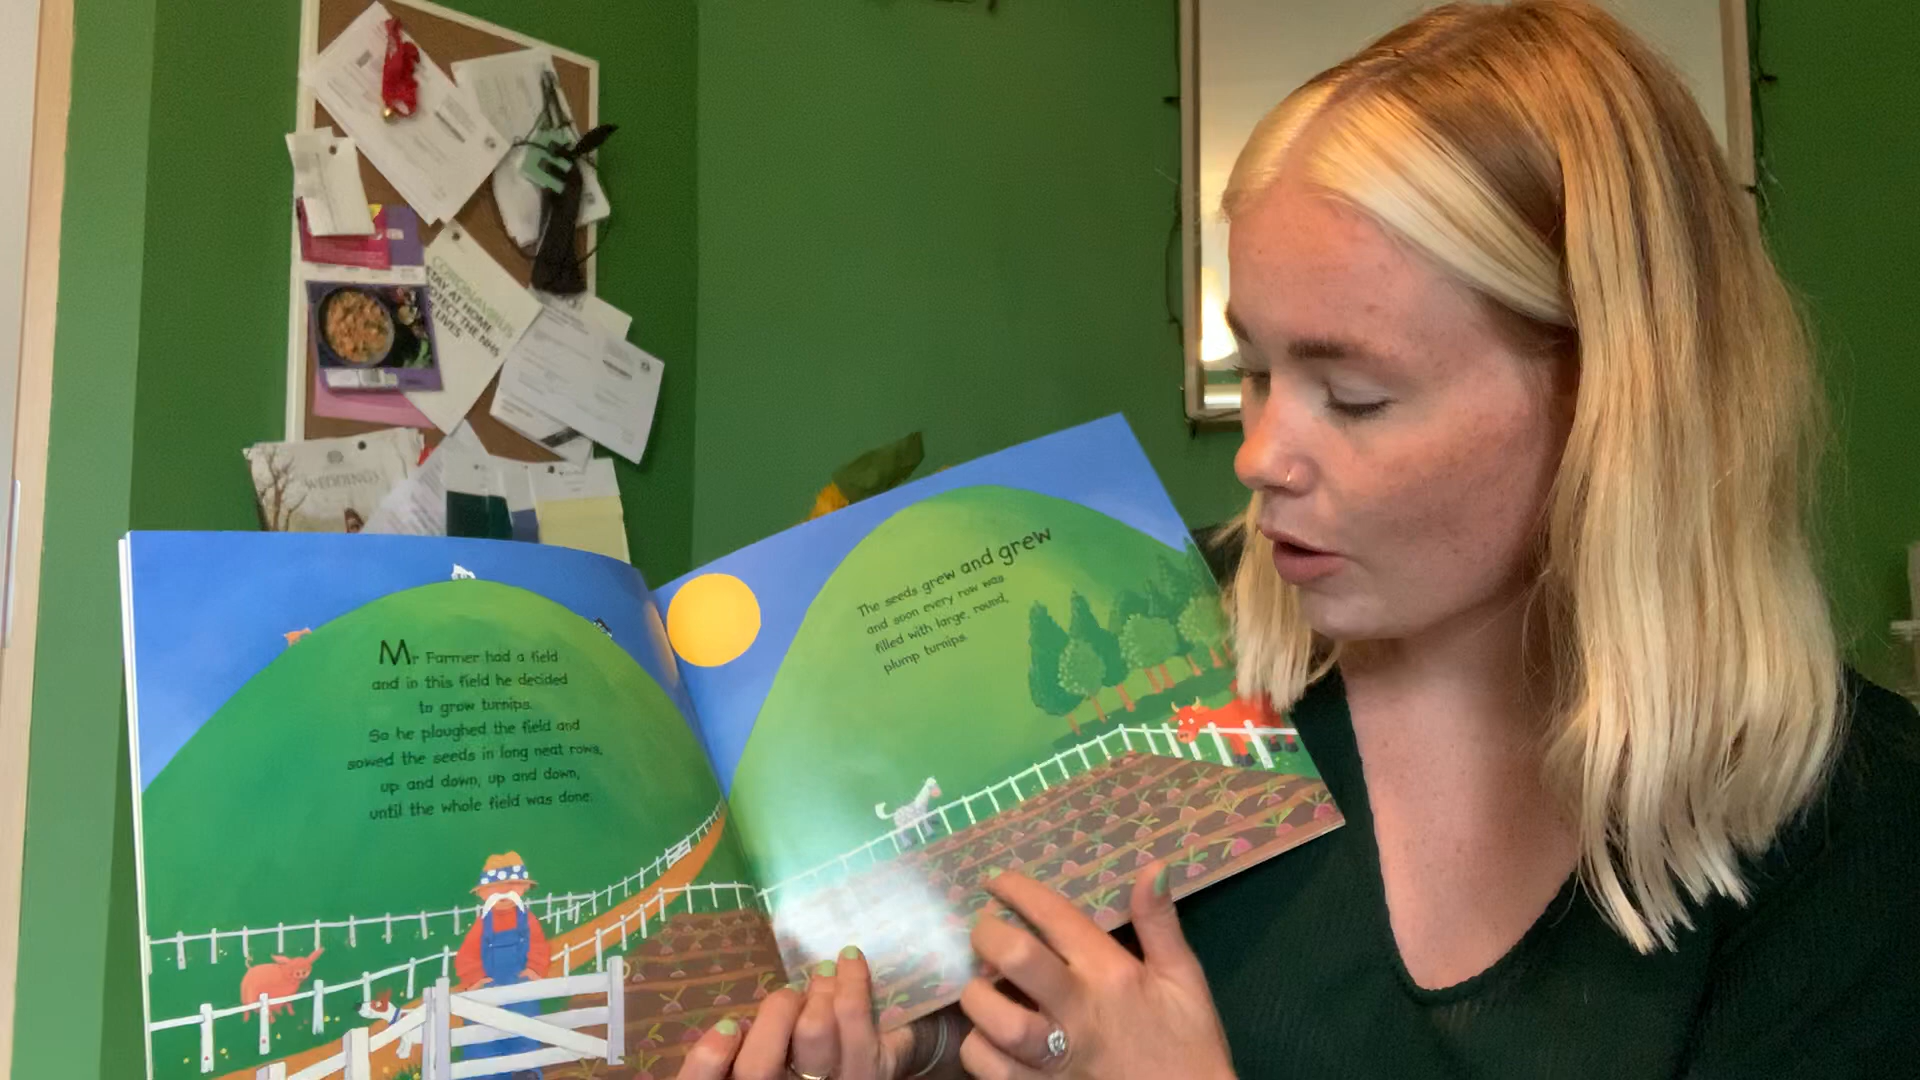 CORONAVIRUS
STAY AT HOME
PROTECT THE NHS
LIVES
WEDDINGS
Mr Farmer had a field
and in this field he decided
to grow turnips.
So he ploughed the field and
sowed the seeds in long neat rows,
up and down, up and down,
until the whole field was done.
The seeds grew and grew
and soon every row was
filled with large, round,
plump turnips.